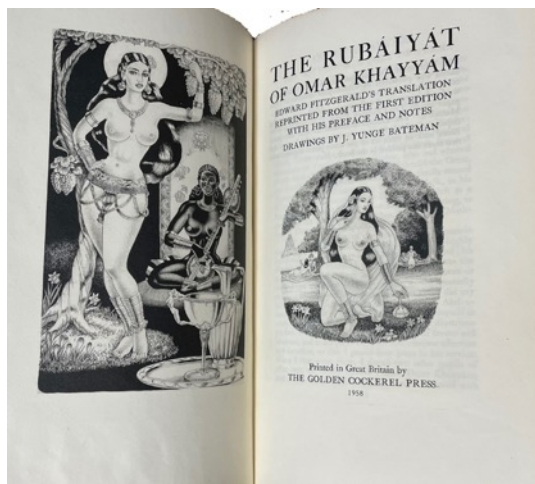 THE RUBÁIYÁT
OF OMAR KHAYYÁM
EDWARD FITZGERALD'S TRANSLATION
REPRINTED FROM THE FIRST EDITION
WITH HIS PREFACE AND NOTES
DRAWINGS BY J. YUNGE BATEMAN
Printed in Great Britain by
THE GOLDEN COCKEREL PRESS
1958